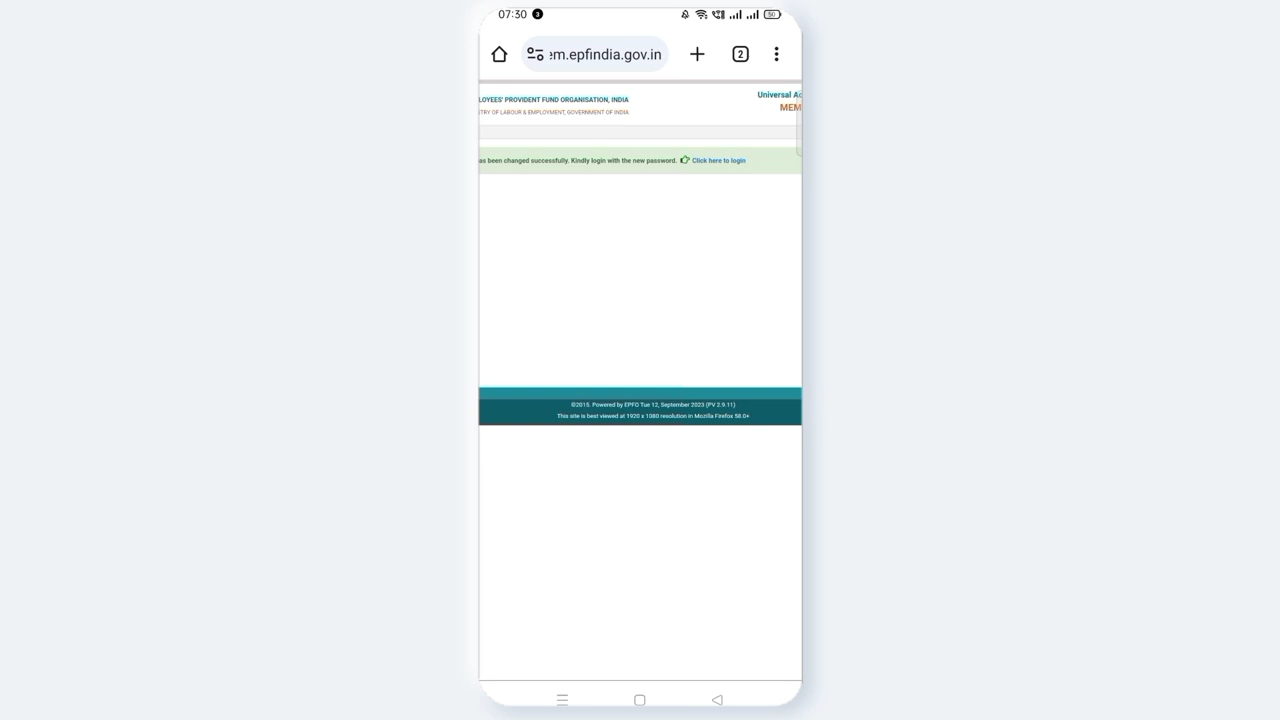 07:30 3 50
em.epfindia.gov.in 2
LOYEES' PROVIDENT FUND ORGANISATION, INDIA
Universal Ac
TRY OF LABOUR & EMPLOYMENT, GOVERNMENT OF INDIA
MEM
as been changed successfully. Kindly login with the new password. Click here to login
©2015. Powered by EPFO Tue 12, September 2023 (PV 2.9.11)
This site is best viewed at 1920 x 1080 resolution in Mozilla Firefox 58.0+